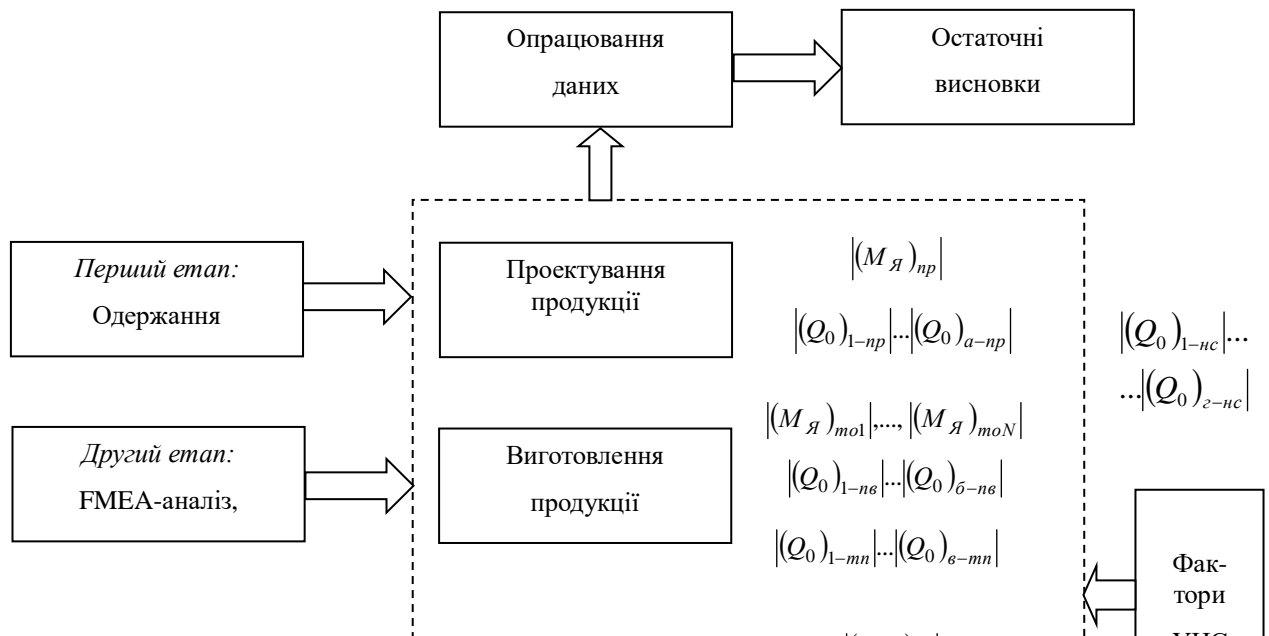 Опрацювання
даних
Остаточні
висновки
Перший етап:
Одержання
Проектування
продукції
|(M_Я)_пр|
|(Q_0)_1−пр|...|(Q_0)_а−пр|
|(Q_0)_1−нс|...
...|(Q_0)_г−нс|
Другий етап:
FMEA-аналіз,
Виготовлення
продукції
|(M_Я)_то1|,..., |(M_Я)_тоN|
|(Q_0)_1−пв|...|(Q_0)_б−пв|
|(Q_0)_1−тп|...|(Q_0)_в−тп|
Фак-
тори